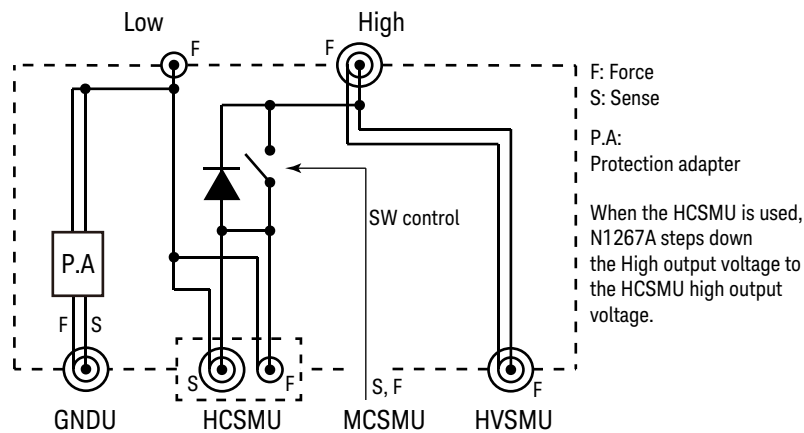 Low
High
F
F
F: Force
S: Sense
P.A:
Protection adapter
SW control
When the HCSMU is used,
N1267A steps down
the High output voltage to
the HCSMU high output
voltage.
P.A
F
S
S
F
S, F
F
GNDU
HCSMU
MCSMU
HVSMU